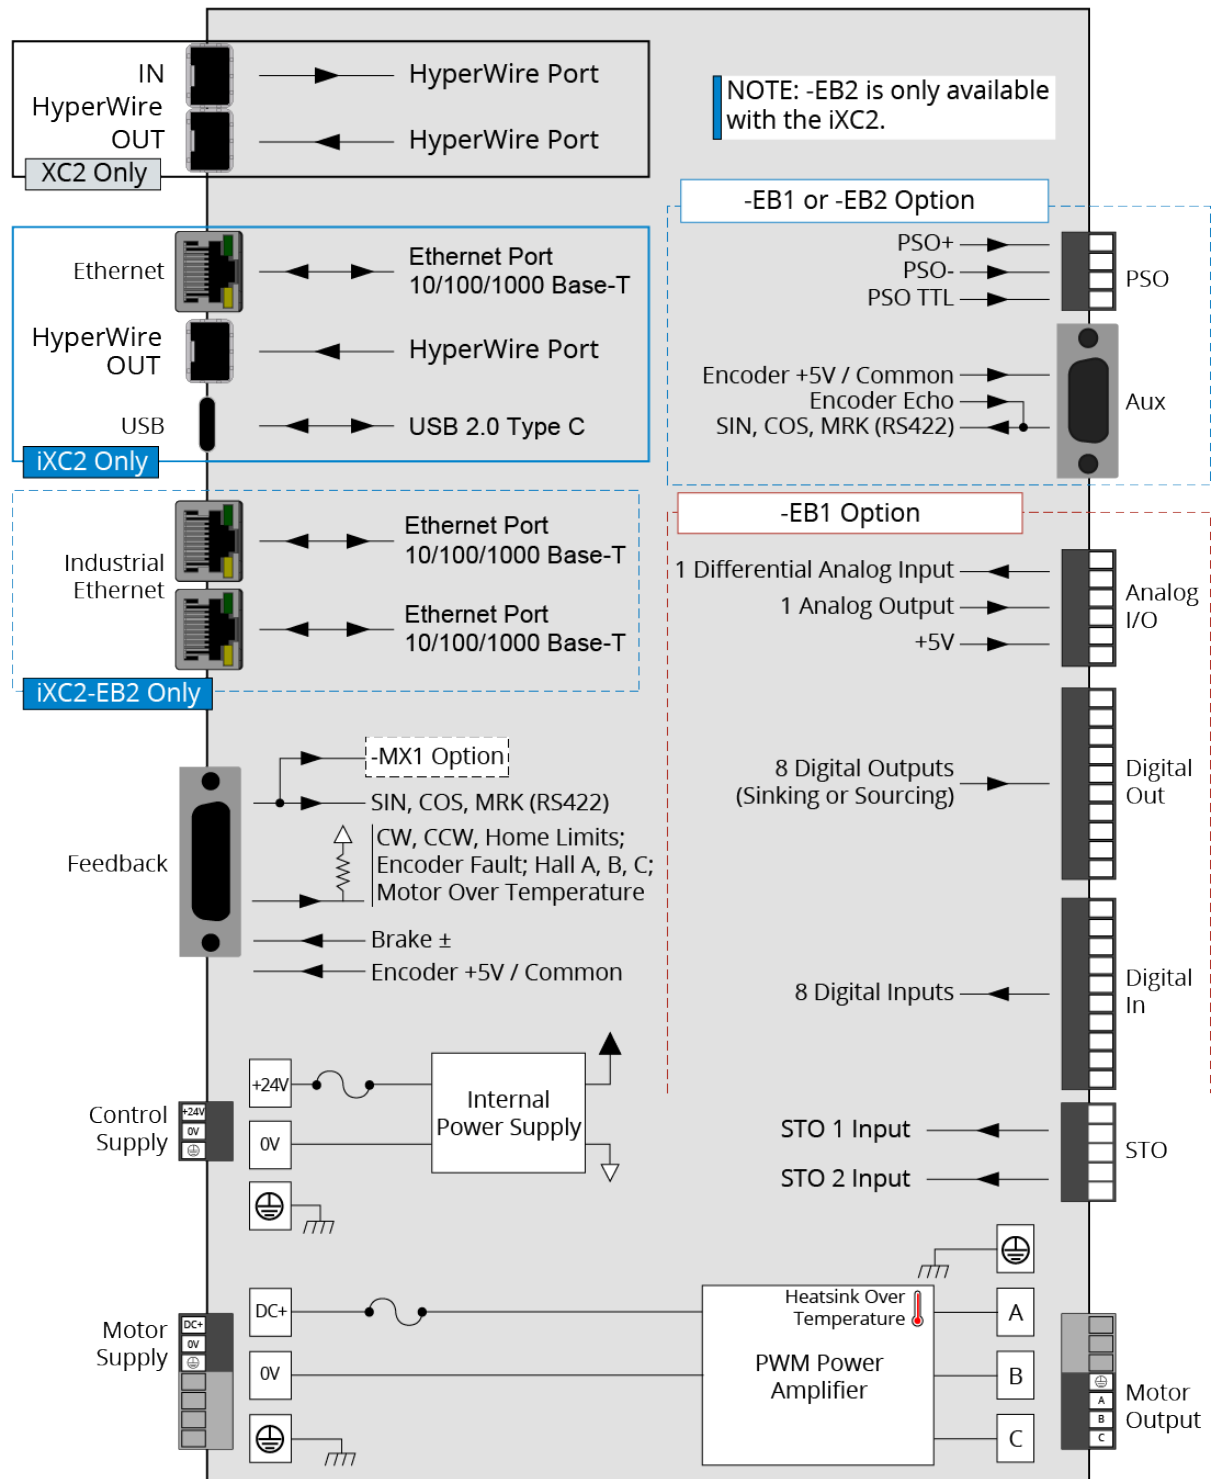 IN
HyperWire
OUT
HyperWire Port
HyperWire Port
XC2 Only
NOTE: -EB2 is only available
with the iXC2.
Ethernet
Ethernet Port
10/100/1000 Base-T
HyperWire
OUT
HyperWire Port
USB
USB 2.0 Type C
iXC2 Only
-EB1 or -EB2 Option
PSO+
PSO-
PSO TTL
PSO
Encoder +5V / Common
Encoder Echo
SIN, COS, MRK (RS422)
Aux
Industrial
Ethernet
Ethernet Port
10/100/1000 Base-T
Ethernet Port
10/100/1000 Base-T
iXC2-EB2 Only
-EB1 Option
1 Differential Analog Input
1 Analog Output
+5V
Analog
I/O
8 Digital Outputs
(Sinking or Sourcing)
Digital
Out
8 Digital Inputs
Digital
In
Feedback
-MX1 Option
SIN, COS, MRK (RS422)
CW, CCW, Home Limits;
Encoder Fault; Hall A, B, C;
Motor Over Temperature
Brake ±
Encoder +5V / Common
Control
Supply
+24V
0V
+24V
0V
Internal
Power Supply
STO 1 Input
STO 2 Input
STO
Motor
Supply
DC+
0V
DC+
0V
Heatsink Over
Temperature
PWM Power
Amplifier
A
B
C
A
B
C
Motor
Output